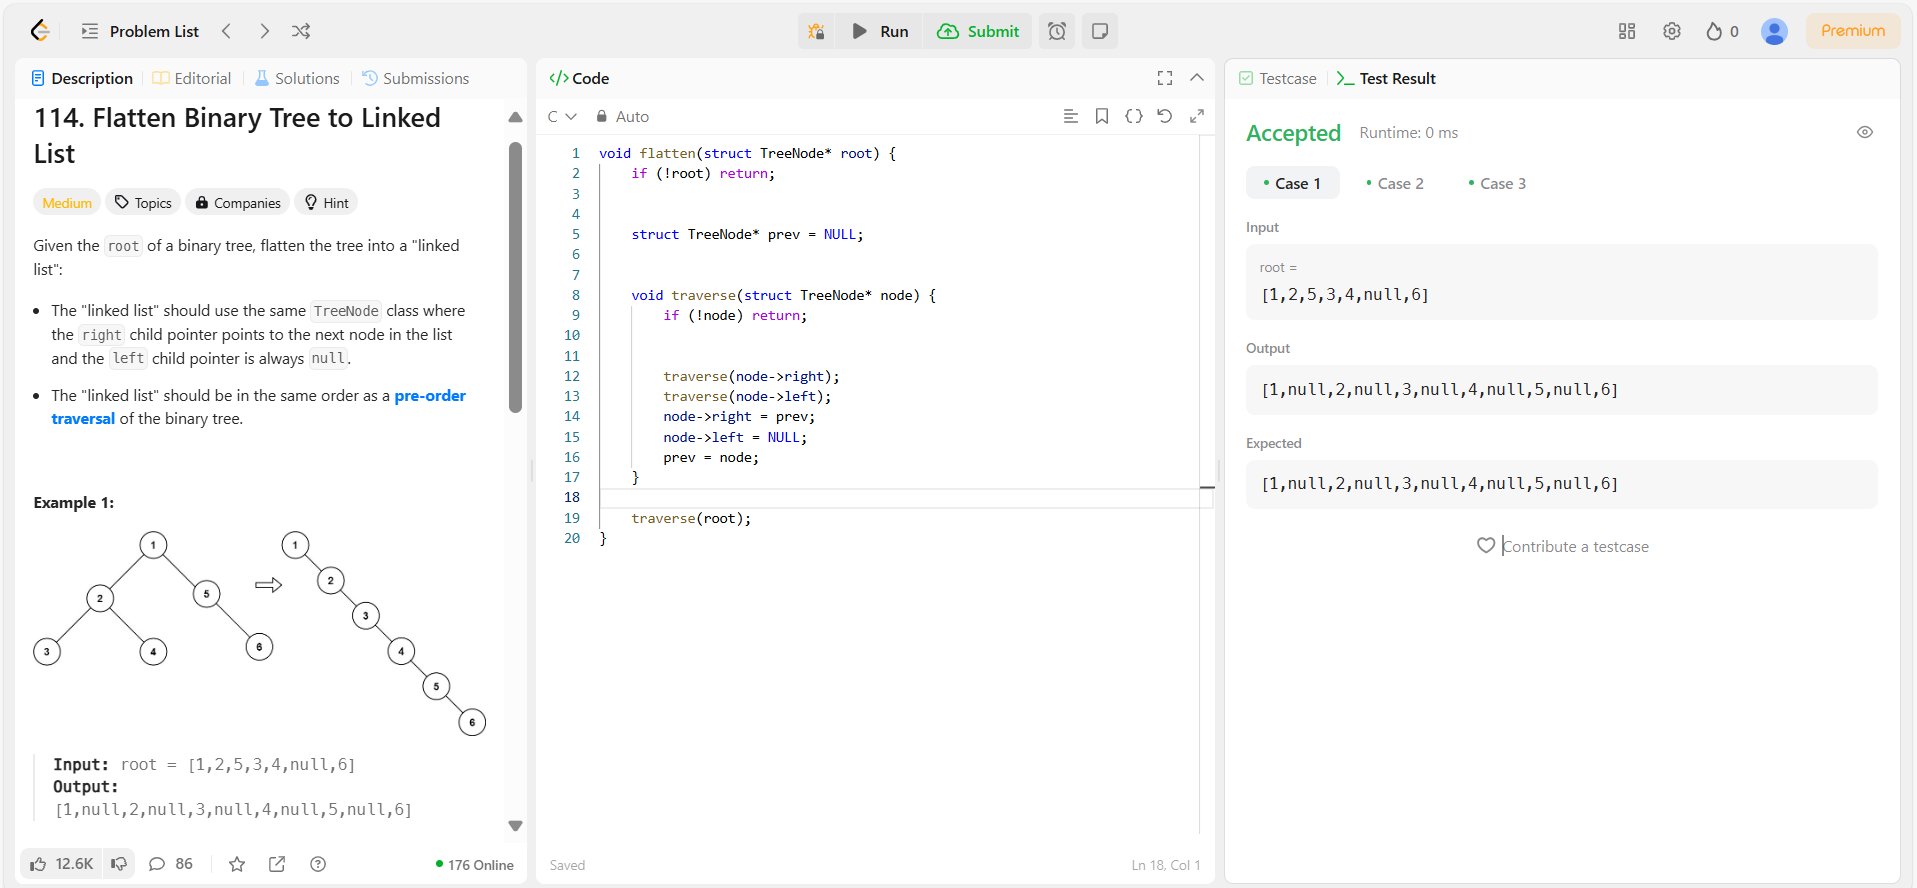 Problem List
Run
Submit
0
Premium
Description
Editorial
Solutions
Submissions
114. Flatten Binary Tree to Linked
List
Medium
Topics
Companies
Hint
Given the root of a binary tree, flatten the tree into a "linked
list":
The "linked list" should use the same TreeNode class where
the right child pointer points to the next node in the list
and the left child pointer is always null.
The "linked list" should be in the same order as a pre-order
traversal of the binary tree.
Example 1:
1
2
5
3
4
6
1
2
3
4
5
6
Input: root = [1,2,5,3,4,null,6]
Output:
[1,null,2,null,3,null,4,null,5,null,6]
12.6K
86
176 Online
</> Code
C
Auto
1 void flatten(struct TreeNode* root) {
2 if (!root) return;
3
4
5 struct TreeNode* prev = NULL;
6
7
8 void traverse(struct TreeNode* node) {
9 if (!node) return;
10
11
12 traverse(node->right);
13 traverse(node->left);
14 node->right = prev;
15 node->left = NULL;
16 prev = node;
17 }
18
19 traverse(root);
20 }
Saved
Ln 18, Col 1
Testcase
Test Result
Accepted
Runtime: 0 ms
Case 1
Case 2
Case 3
Input
root =
[1,2,5,3,4,null,6]
Output
[1,null,2,null,3,null,4,null,5,null,6]
Expected
[1,null,2,null,3,null,4,null,5,null,6]
Contribute a testcase